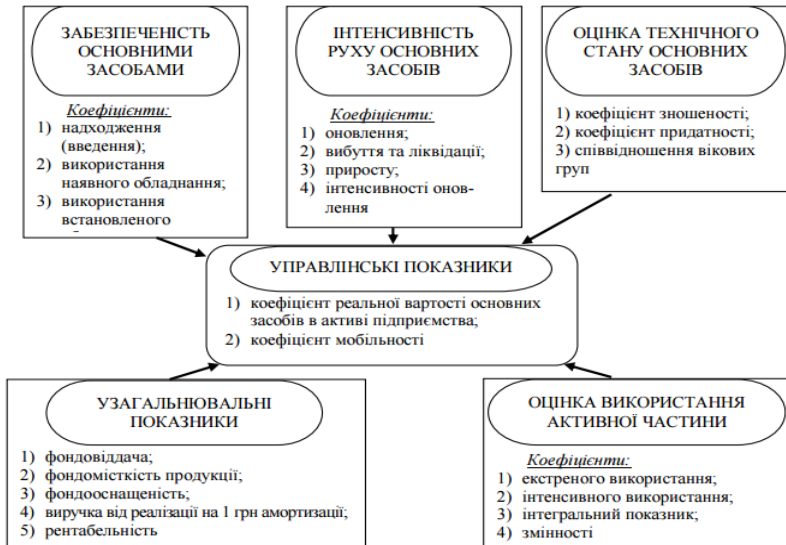 ЗАБЕЗПЕЧЕНІСТЬ
ОСНОВНИМИ
ЗАСОБАМИ
Коефіцієнти:
1) надходження
(введення);
2) використання
наявного обладнання;
3) використання
встановленого
ІНТЕНСИВНІСТЬ
РУХУ ОСНОВНИХ
ЗАСОБІВ
Коефіцієнти:
1) оновлення;
2) вибуття та ліквідації;
3) приросту;
4) інтенсивності онов-
лення
ОЦІНКА ТЕХНІЧНОГО
СТАНУ ОСНОВНИХ
ЗАСОБІВ
1) коефіцієнт зношеності;
2) коефіцієнт придатності;
3) співвідношення вікових
груп
УПРАВЛІНСЬКІ ПОКАЗНИКИ
1) коефіцієнт реальної вартості основних
засобів в активі підприємства;
2) коефіцієнт мобільності
УЗАГАЛЬНЮВАЛЬНІ
ПОКАЗНИКИ
1) фондовіддача;
2) фондомісткість продукції;
3) фондооснащеність;
4) виручка від реалізації на 1 грн амортизації;
5) рентабельність
ОЦІНКА ВИКОРИСТАННЯ
АКТИВНОЇ ЧАСТИНИ
Коефіцієнти:
1) екстреного використання;
2) інтенсивного використання;
3) інтегральний показник;
4) змінності